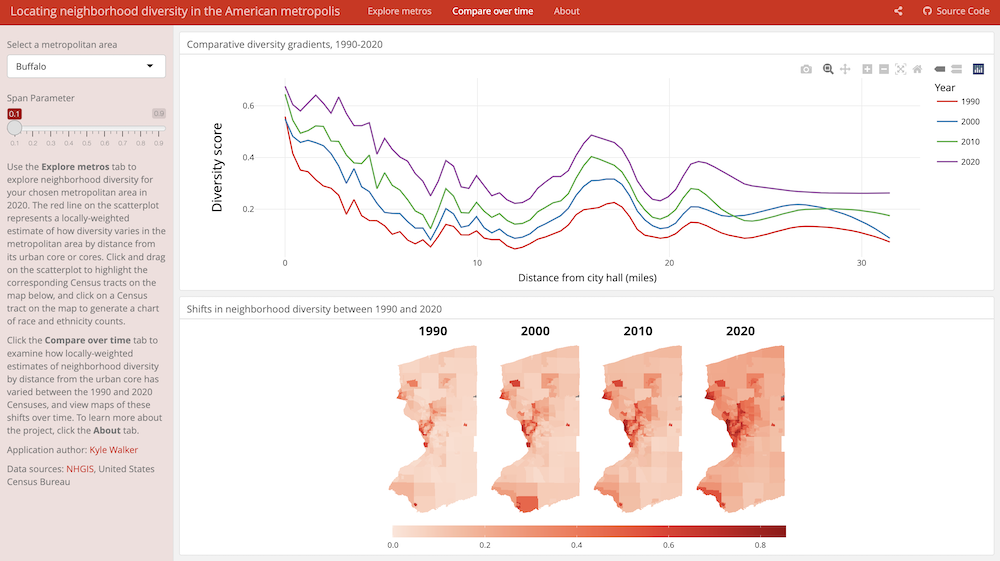 Locating neighborhood diversity in the American metropolis
Explore metros
Compare over time
About
Source Code
Select a metropolitan area
Buffalo
Span Parameter
0.1
0.9
0.1 0.2 0.3 0.4 0.5 0.6 0.7 0.8 0.9
Use the Explore metros tab to
explore neighborhood diversity for
your chosen metropolitan area in
2020. The red line on the scatterplot
represents a locally-weighted
estimate of how diversity varies in the
metropolitan area by distance from
its urban core or cores. Click and drag
on the scatterplot to highlight the
corresponding Census tracts on the
map below, and click on a Census
tract on the map to generate a chart
of race and ethnicity counts.
Click the Compare over time tab to
examine how locally-weighted
estimates of neighborhood diversity
by distance from the urban core has
varied between the 1990 and 2020
Censuses, and view maps of these
shifts over time. To learn more about
the project, click the About tab.
Application author: Kyle Walker
Data sources: NHGIS, United States
Census Bureau
Comparative diversity gradients, 1990-2020
Diversity score
0.6
0.4
0.2
0 10 20 30
Distance from city hall (miles)
Year
1990
2000
2010
2020
Shifts in neighborhood diversity between 1990 and 2020
1990 2000 2010 2020
0.0 0.2 0.4 0.6 0.8